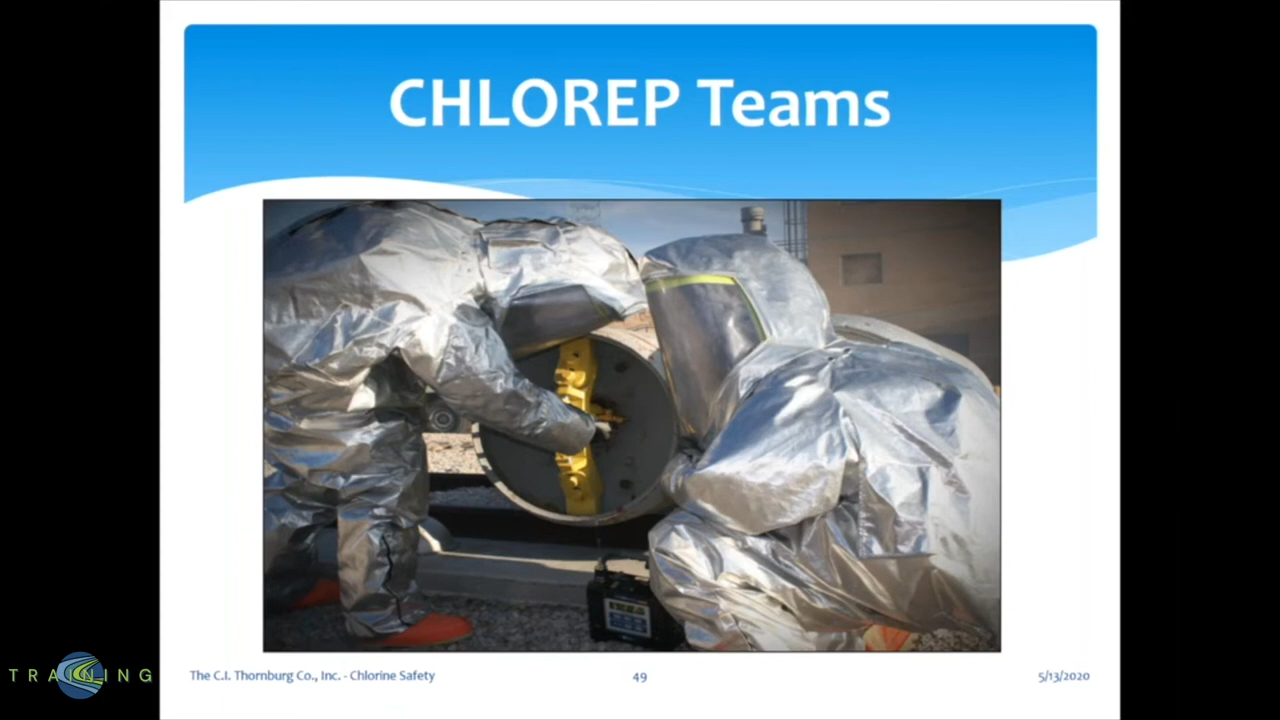 CHLOREP Teams
TRAINING
The C.I. Thornburg Co., Inc. - Chlorine Safety
49
5/13/2020